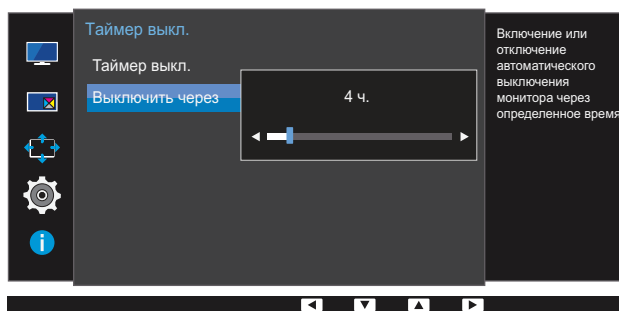 Таймер выкл.
Таймер выкл.
Выключить через
4 ч.
Включение или
отключение
автоматического
выключения
монитора через
определенное время